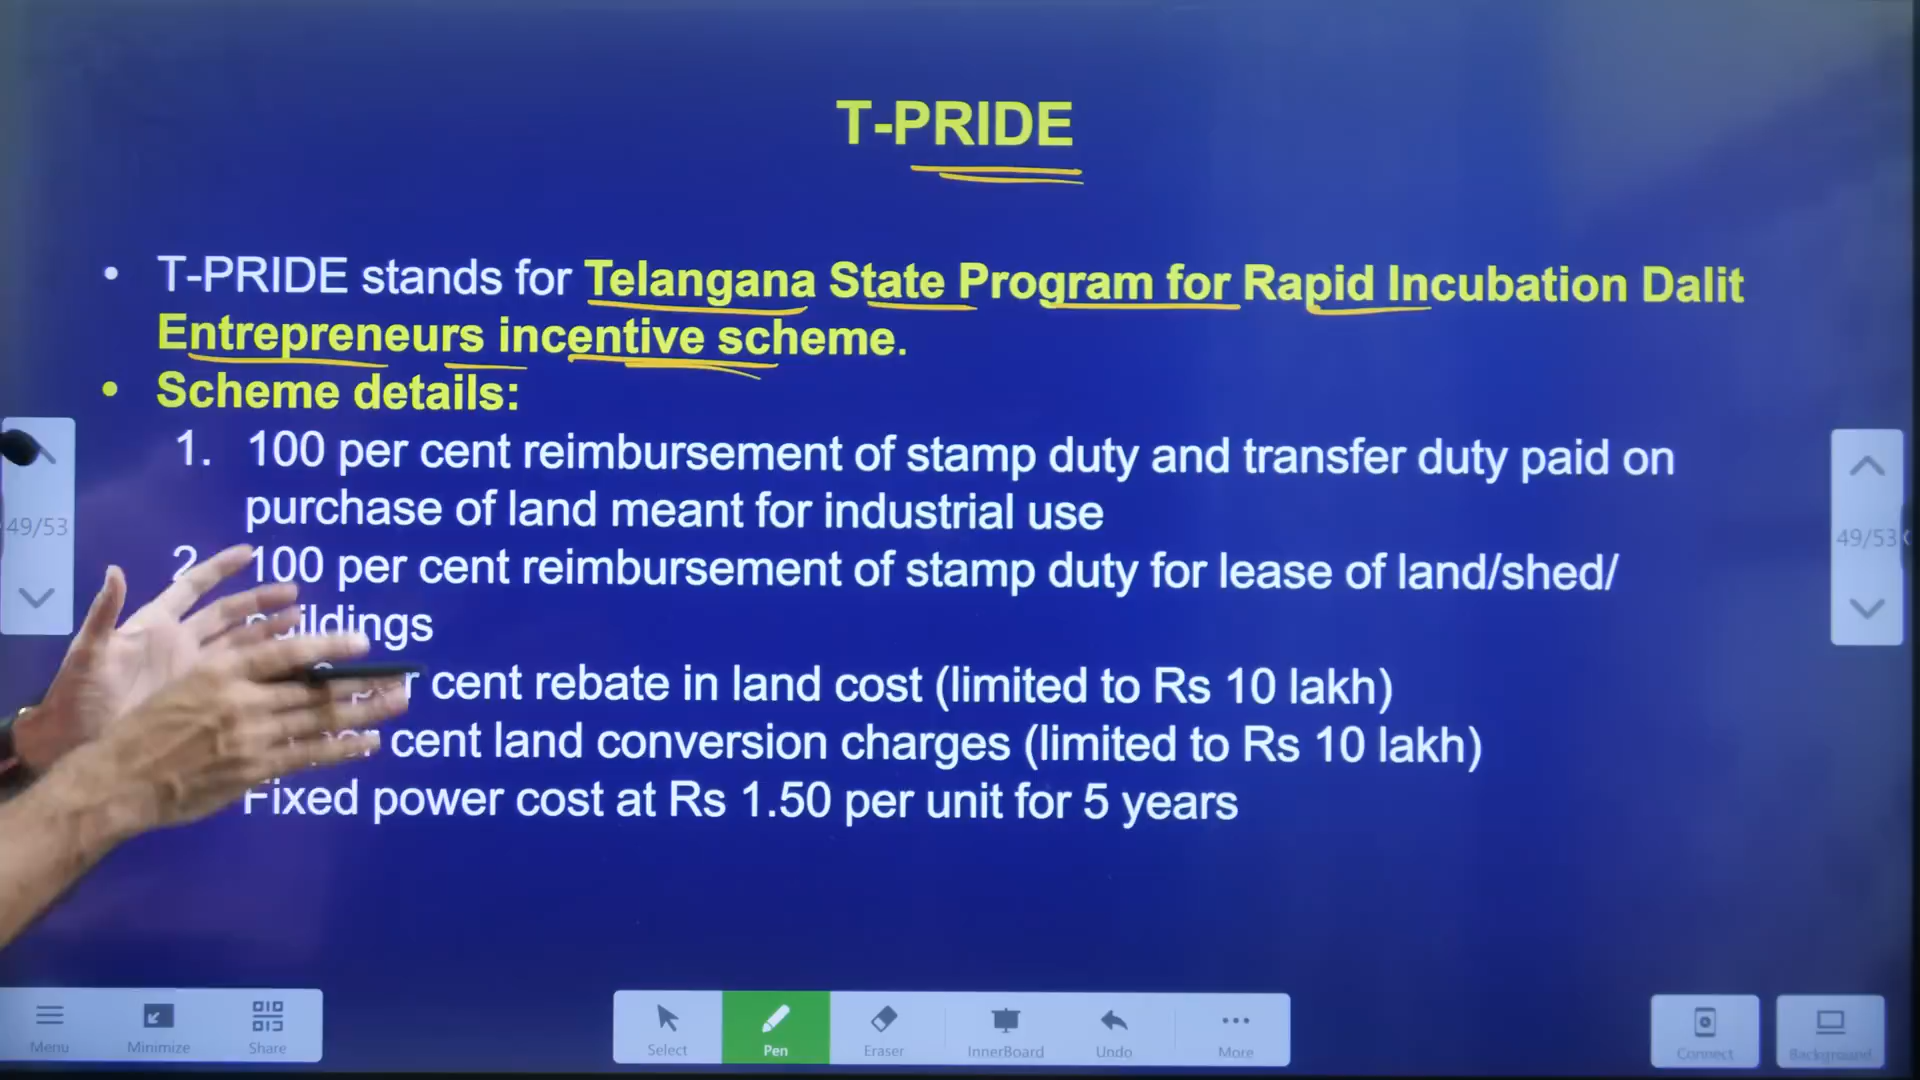 T-PRIDE
• T-PRIDE stands for Telangana State Program for Rapid Incubation Dalit
Entrepreneurs incentive scheme.
• Scheme details:
1. 100 per cent reimbursement of stamp duty and transfer duty paid on
purchase of land meant for industrial use
2. 100 per cent reimbursement of stamp duty for lease of land/shed/
buildings
cent rebate in land cost (limited to Rs 10 lakh)
cent land conversion charges (limited to Rs 10 lakh)
Fixed power cost at Rs 1.50 per unit for 5 years
49/53
49/53
Menu
Minimize
Share
Select
Pen
Eraser
InnerBoard
Undo
More
Connect
Background